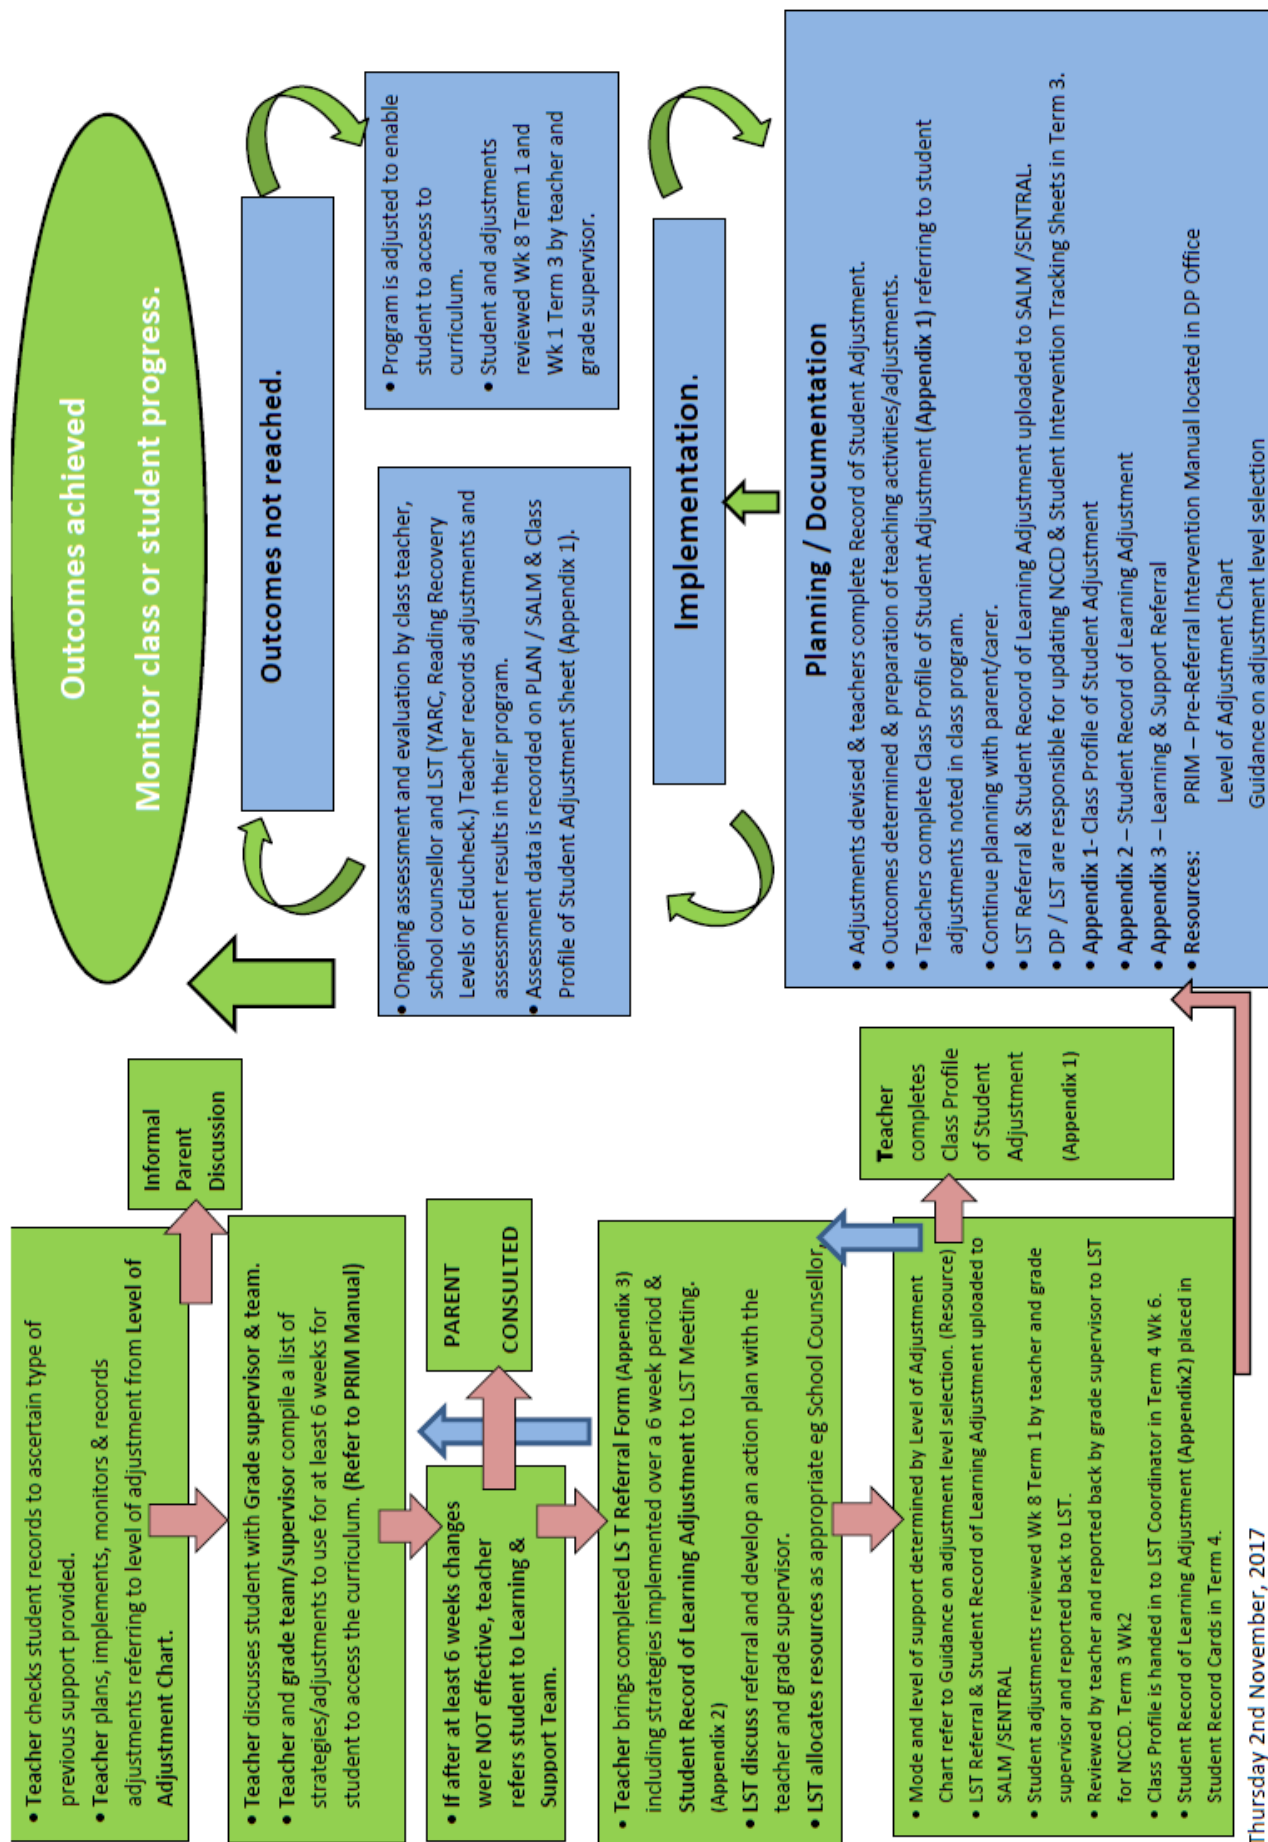 • Teacher checks student records to ascertain type of
previous support provided.
• Teacher plans, implements, monitors & records
adjustments referring to level of adjustment from Level of
Adjustment Chart.
Informal
Parent
Discussion
• Teacher discusses student with Grade supervisor & team.
• Teacher and grade team/supervisor compile a list of
strategies/adjustments to use for at least 6 weeks for
student to access the curriculum. (Refer to PRIM Manual)
• If after at least 6 weeks changes
were NOT effective, teacher
refers student to Learning &
Support Team.
PARENT
CONSULTED
• Teacher brings completed LS T Referral Form (Appendix 3)
including strategies implemented over a 6 week period &
Student Record of Learning Adjustment to LST Meeting.
(Appendix 2)
• LST discuss referral and develop an action plan with the
teacher and grade supervisor.
• LST allocates resources as appropriate eg School Counsellor,
• Mode and level of support determined by Level of Adjustment
Chart refer to Guidance on adjustment level selection. (Resource)
• LST Referral & Student Record of Learning Adjustment uploaded to
SALM /SENTRAL
• Student adjustments reviewed Wk 8 Term 1 by teacher and grade
supervisor and reported back to LST.
• Reviewed by teacher and reported back by grade supervisor to LST
for NCCD. Term 3 Wk2
• Class Profile is handed in to LST Coordinator in Term 4 Wk 6.
• Student Record of Learning Adjustment (Appendix2) placed in
Student Record Cards in Term 4.
Teacher
completes
Class Profile
of Student
Adjustment
(Appendix 1)
Thursday 2nd November, 2017
Outcomes achieved
Monitor class or student progress.
Outcomes not reached.
• Ongoing assessment and evaluation by class teacher,
school counsellor and LST (YARC, Reading Recovery
Levels or Educheck.) Teacher records adjustments and
assessment results in their program.
• Assessment data is recorded on PLAN / SALM & Class
Profile of Student Adjustment Sheet (Appendix 1).
• Program is adjusted to enable
student to access to
curriculum.
• Student and adjustments
reviewed Wk 8 Term 1 and
Wk 1 Term 3 by teacher and
grade supervisor.
Implementation.
Planning / Documentation
• Adjustments devised & teachers complete Record of Student Adjustment.
• Outcomes determined & preparation of teaching activities/adjustments.
• Teachers complete Class Profile of Student Adjustment (Appendix 1) referring to student
adjustments noted in class program.
• Continue planning with parent/carer.
• LST Referral & Student Record of Learning Adjustment uploaded to SALM /SENTRAL.
• DP / LST are responsible for updating NCCD & Student Intervention Tracking Sheets in Term 3.
• Appendix 1- Class Profile of Student Adjustment
• Appendix 2 – Student Record of Learning Adjustment
• Appendix 3 – Learning & Support Referral
• Resources: PRIM – Pre-Referral Intervention Manual located in DP Office
Level of Adjustment Chart
Guidance on adjustment level selection